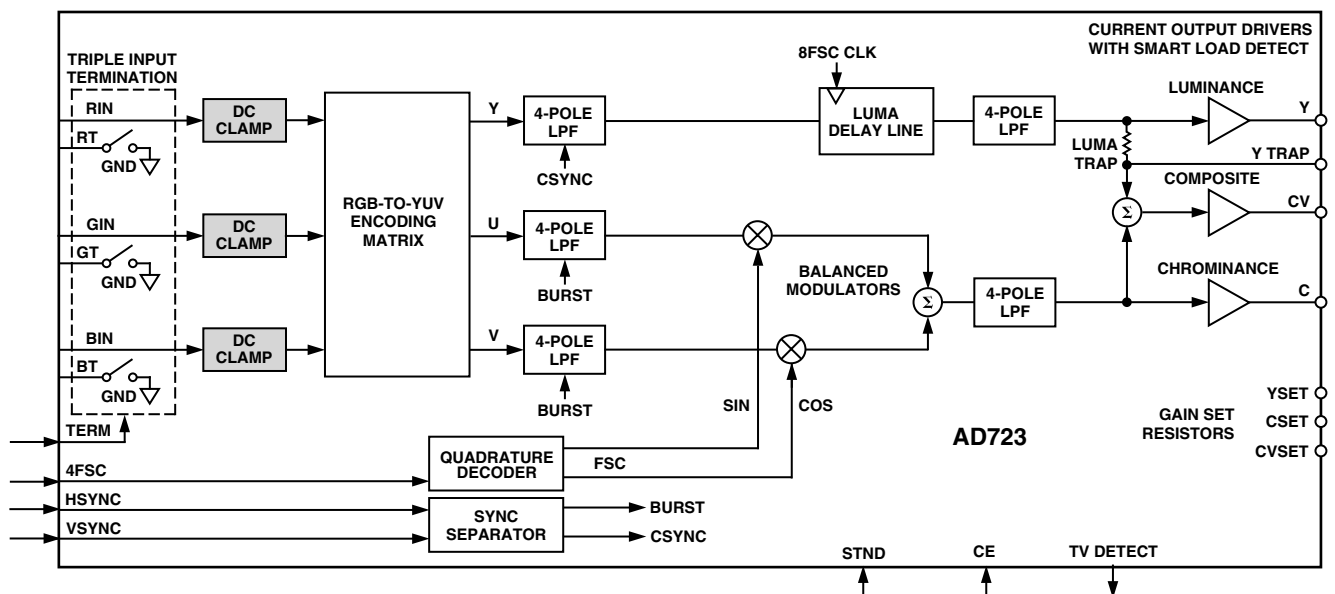 CURRENT OUTPUT DRIVERS
WITH SMART LOAD DETECT
TRIPLE INPUT
TERMINATION
8FSC CLK
RIN
DC
CLAMP
Y
4-POLE
LPF
LUMA
DELAY LINE
4-POLE
LPF
LUMINANCE
Y
RT
GND
CSYNC
LUMA
TRAP
Y TRAP
RGB-TO-YUV
ENCODING
MATRIX
COMPOSITE
GIN
DC
CLAMP
U
4-POLE
LPF
Σ
CV
GT
GND
BURST
BALANCED
MODULATORS
Σ
4-POLE
LPF
CHROMINANCE
C
BIN
DC
CLAMP
V
4-POLE
LPF
BT
GND
BURST
SIN
COS
YSET
GAIN SET
RESISTORS
CSET
CVSET
TERM
AD723
4FSC
QUADRATURE
DECODER
FSC
HSYNC
VSYNC
SYNC
SEPARATOR
BURST
CSYNC
STND
CE
TV DETECT